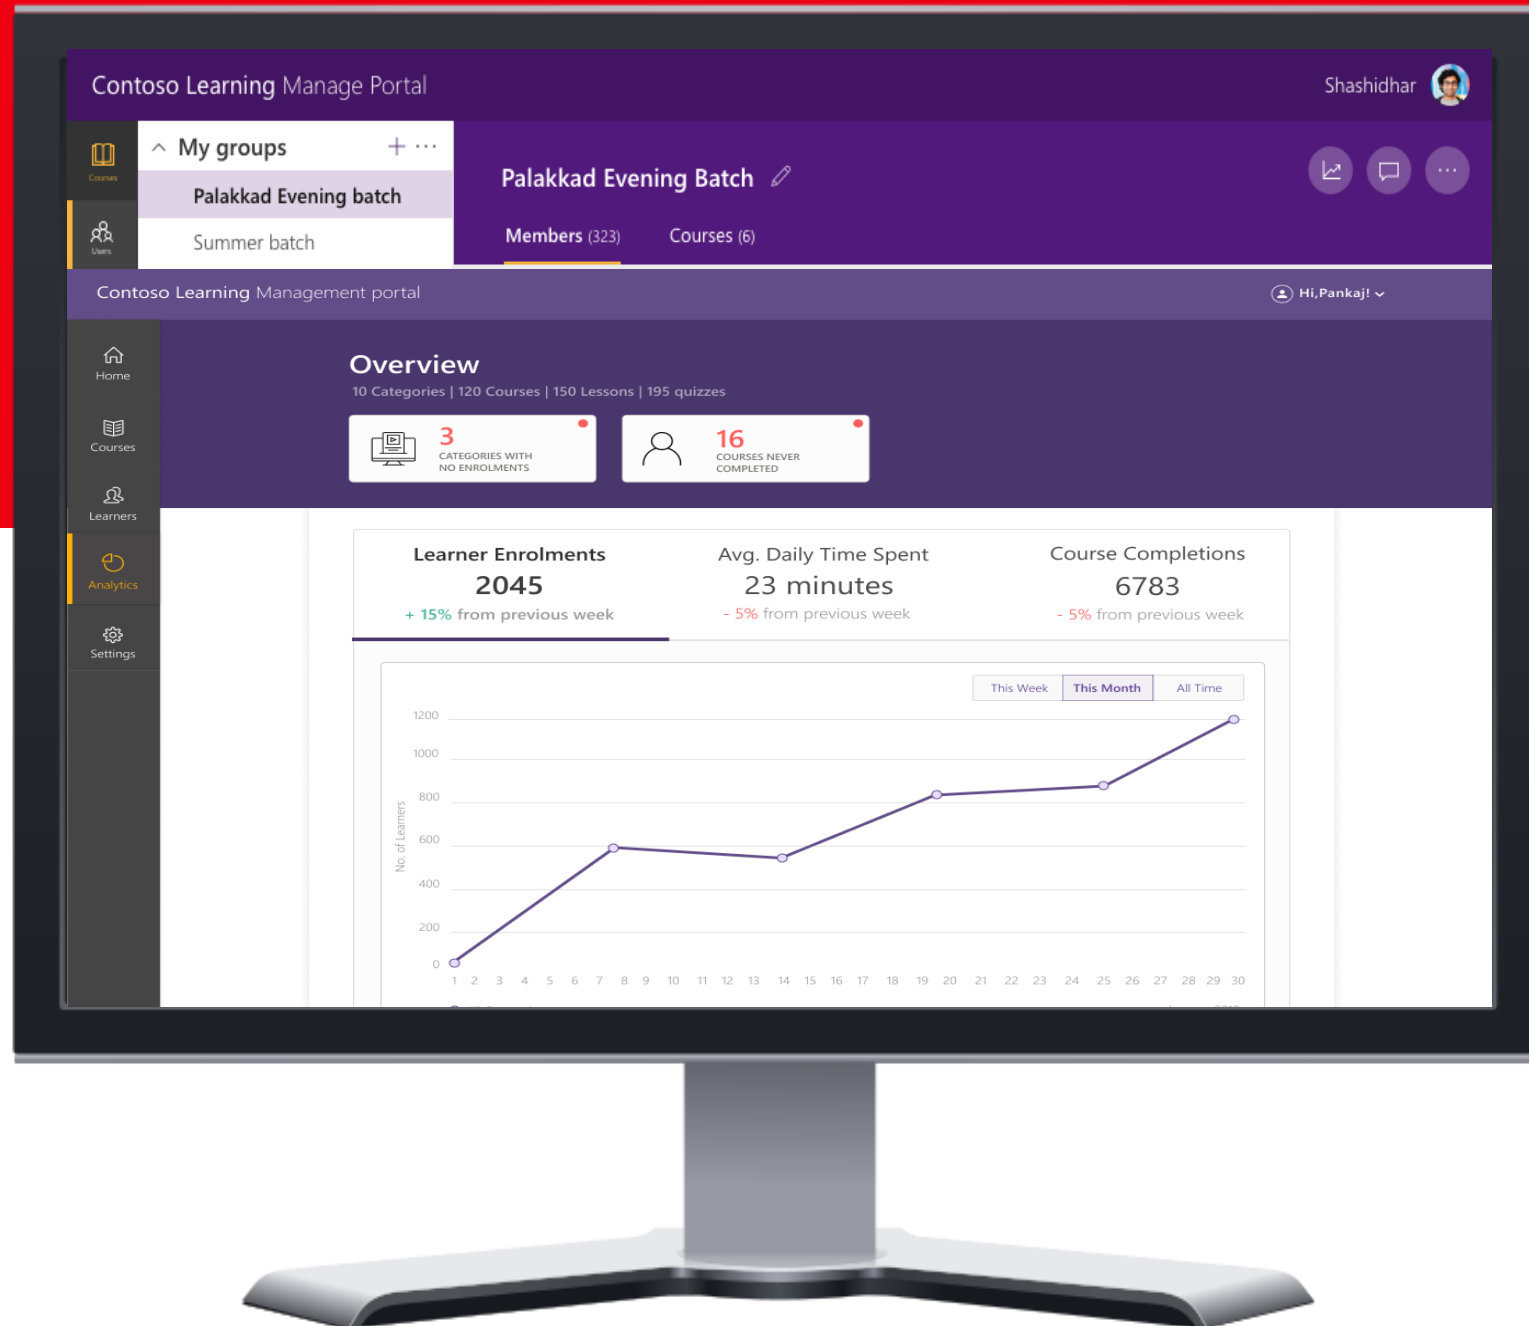 Contoso Learning Manage Portal
Shashidhar
Courses
My groups
Palakkad Evening batch
Summer batch
Users
Palakkad Evening Batch
Members (323) Courses (6)
Contoso Learning Management portal
Hi,Pankaj!
Home
Courses
Learners
Analytics
Settings
Overview
10 Categories | 120 Courses | 150 Lessons | 195 quizzes
3
CATEGORIES WITH
NO ENROLMENTS
16
COURSES NEVER
COMPLETED
Learner Enrolments
2045
+ 15% from previous week
Avg. Daily Time Spent
23 minutes
- 5% from previous week
Course Completions
6783
- 5% from previous week
This Week This Month All Time
1200
1000
800
600
400
200
0
No. of Learners
1 2 3 4 5 6 7 8 9 10 11 12 13 14 15 16 17 18 19 20 21 22 23 24 25 26 27 28 29 30